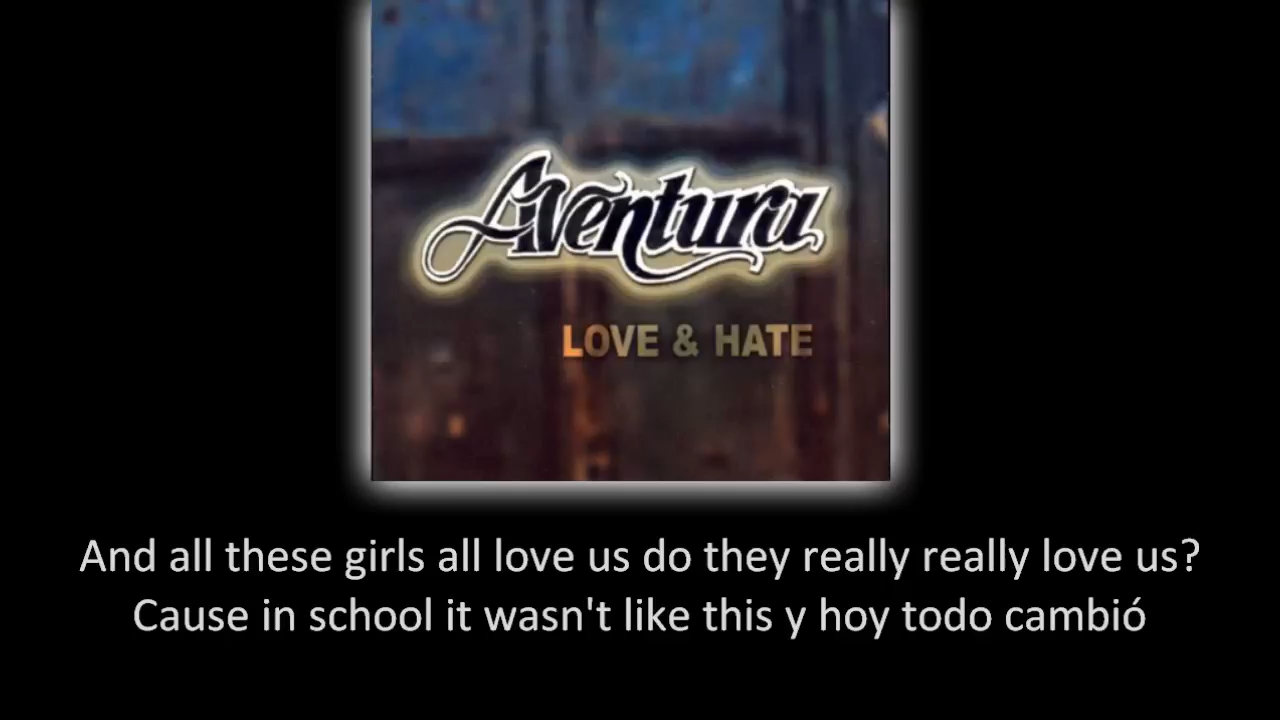 Aventura
LOVE & HATE
And all these girls all love us do they really really love us?
Cause in school it wasn't like this y hoy todo cambió